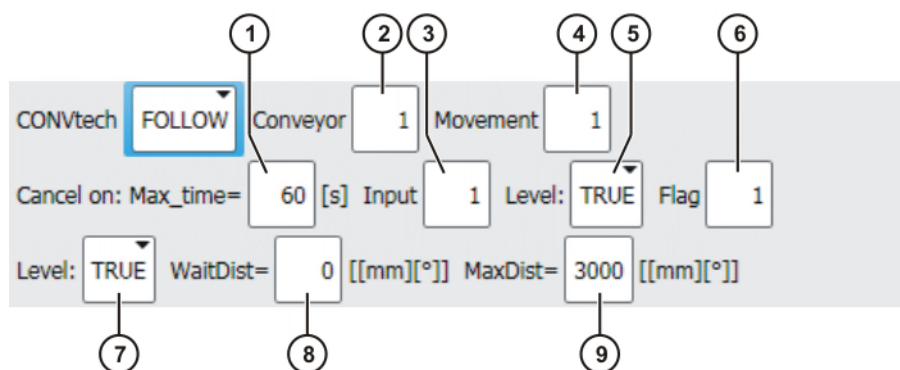 1 2 3 4 5 6
CONVtech FOLLOW Conveyor 1 Movement 1
Cancel on: Max_time= 60 [s] Input 1 Level: TRUE Flag 1
Level: TRUE WaitDist= 0 [[mm][°]] MaxDist= 3000 [[mm][°]]
7 8 9